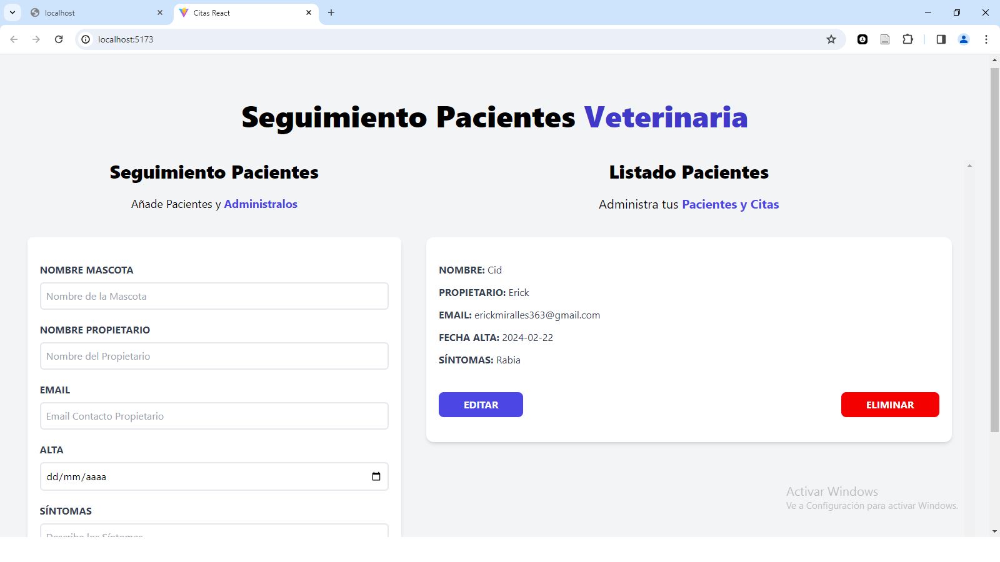 localhost
Citas React
localhost:5173
Seguimiento Pacientes Veterinaria
Seguimiento Pacientes
Añade Pacientes y Administralos
NOMBRE MASCOTA
Nombre de la Mascota
NOMBRE PROPIETARIO
Nombre del Propietario
EMAIL
Email Contacto Propietario
ALTA
dd/mm/aaaa
SÍNTOMAS
Describe los Síntomas
Listado Pacientes
Administra tus Pacientes y Citas
NOMBRE: Cid
PROPIETARIO: Erick
EMAIL: erickmiralles363@gmail.com
FECHA ALTA: 2024-02-22
SÍNTOMAS: Rabia
EDITAR
ELIMINAR
Activar Windows
Ve a Configuración para activar Windows.